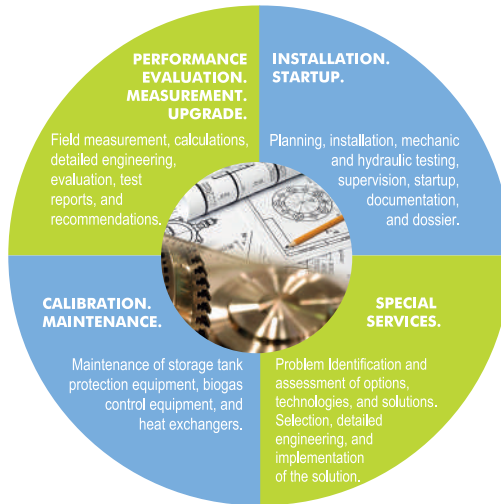 PERFORMANCE
EVALUATION.
MEASUREMENT.
UPGRADE.
Field measurement, calculations,
detailed engineering,
evaluation, test
reports, and
recommendations.
INSTALLATION.
STARTUP.
Planning, installation, mechanic
and hydraulic testing,
supervision, startup,
documentation,
and dossier.
CALIBRATION.
MAINTENANCE.
Maintenance of storage tank
protection equipment, biogas
control equipment, and
heat exchangers.
SPECIAL
SERVICES.
Problem Identification and
assessment of options,
technologies, and solutions.
Selection, detailed
engineering, and
implementation
of the solution.